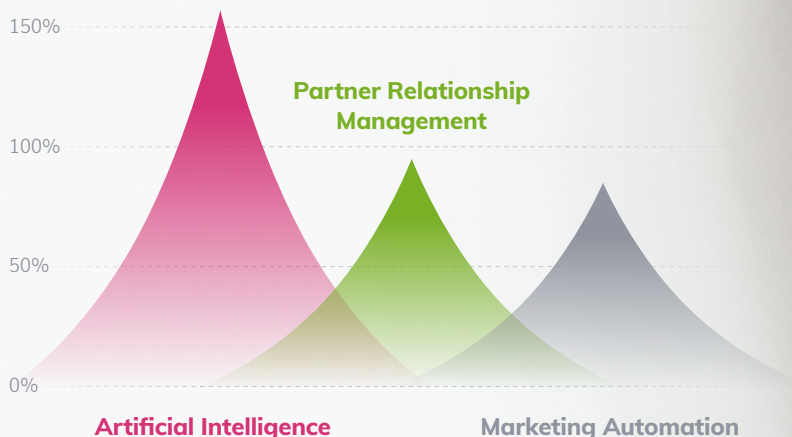 150%
Partner Relationship
Management
100%
50%
0%
Artificial Intelligence
Marketing Automation